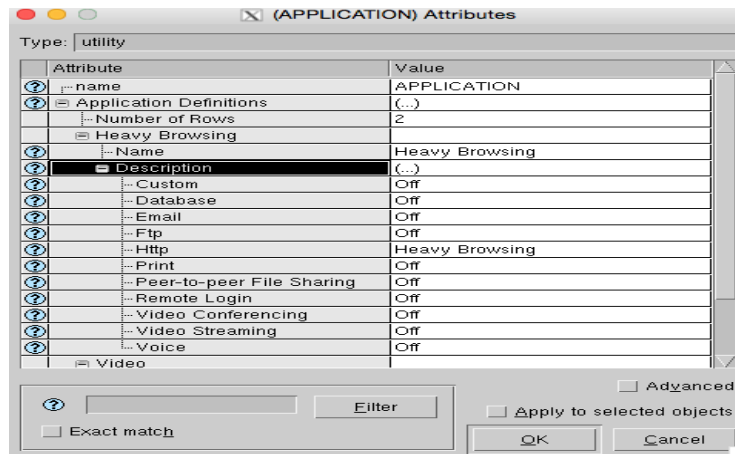 (APPLICATION) Attributes
Type: utility
Attribute Value
name APPLICATION
Application Definitions (...)
Number of Rows 2
Heavy Browsing
Name Heavy Browsing
Description (...)
Custom Off
Database Off
Email Off
Ftp Off
Http Heavy Browsing
Print Off
Peer-to-peer File Sharing Off
Remote Login Off
Video Conferencing Off
Video Streaming Off
Voice Off
Video
Advanced
Filter
Apply to selected objects
Exact match
OK Cancel